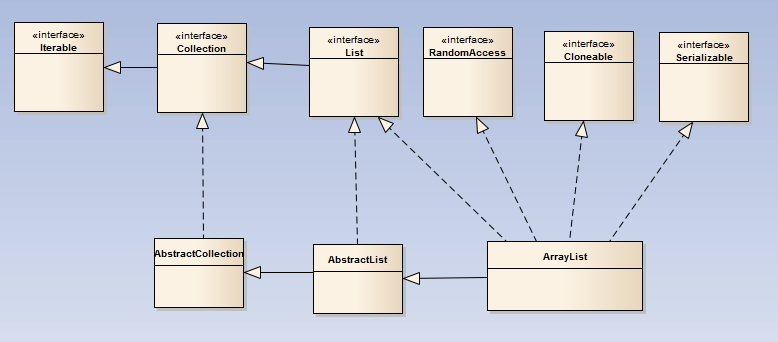 «interface»
Iterable
«interface»
Collection
«interface»
List
«interface»
RandomAccess
«interface»
Cloneable
«interface»
Serializable
AbstractCollection
AbstractList
ArrayList